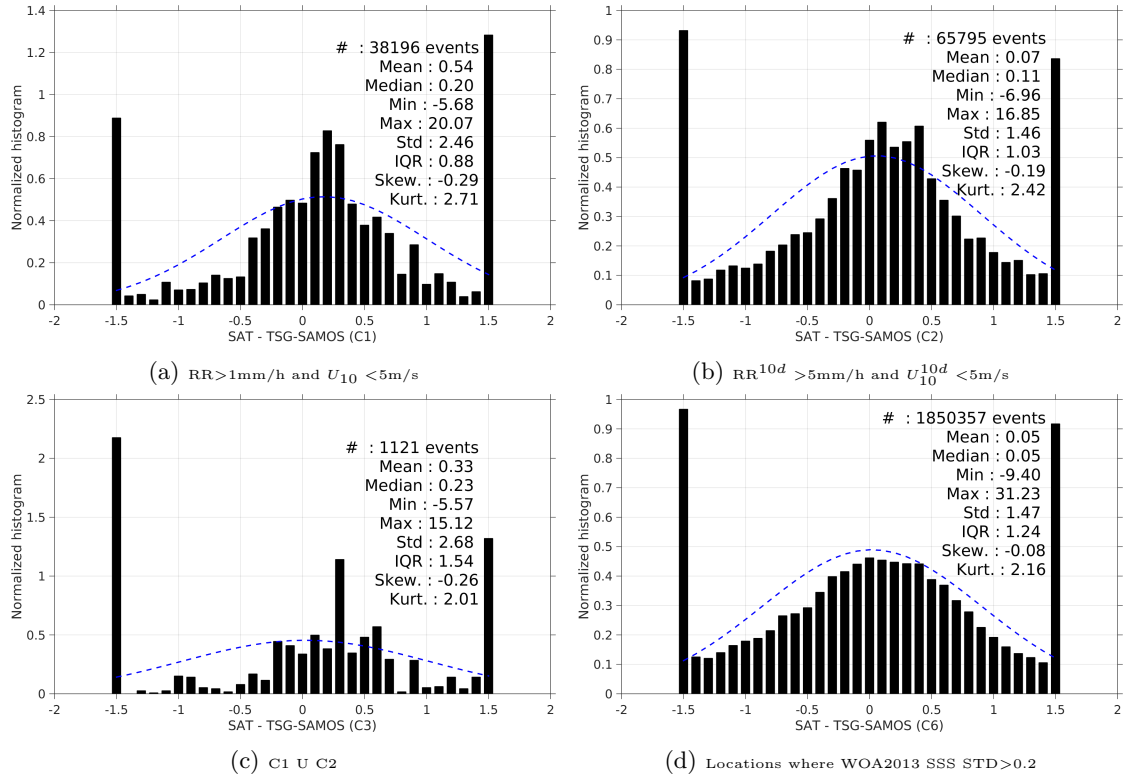 1.4
1.2
1
0.8
0.6
0.4
0.2
0
Normalized histogram
# : 38196 events
Mean : 0.54
Median : 0.20
Min : -5.68
Max : 20.07
Std : 2.46
IQR : 0.88
Skew. : -0.29
Kurt. : 2.71
-2 -1.5 -1 -0.5 0 0.5 1 1.5 2
SAT - TSG-SAMOS (C1)
(a) RR>1mm/h and U10 <5m/s
1
0.9
0.8
0.7
0.6
0.5
0.4
0.3
0.2
0.1
0
Normalized histogram
# : 65795 events
Mean : 0.07
Median : 0.11
Min : -6.96
Max : 16.85
Std : 1.46
IQR : 1.03
Skew. : -0.19
Kurt. : 2.42
-2 -1.5 -1 -0.5 0 0.5 1 1.5 2
SAT - TSG-SAMOS (C2)
(b) RR^10d >5mm/h and U10^10d <5m/s
2.5
2
1.5
1
0.5
0
Normalized histogram
# : 1121 events
Mean : 0.33
Median : 0.23
Min : -5.57
Max : 15.12
Std : 2.68
IQR : 1.54
Skew. : -0.26
Kurt. : 2.01
-2 -1.5 -1 -0.5 0 0.5 1 1.5 2
SAT - TSG-SAMOS (C3)
(c) C1 U C2
1
0.9
0.8
0.7
0.6
0.5
0.4
0.3
0.2
0.1
0
Normalized histogram
# : 1850357 events
Mean : 0.05
Median : 0.05
Min : -9.40
Max : 31.23
Std : 1.47
IQR : 1.24
Skew. : -0.08
Kurt. : 2.16
-2 -1.5 -1 -0.5 0 0.5 1 1.5 2
SAT - TSG-SAMOS (C6)
(d) Locations where WOA2013 SSS STD>0.2